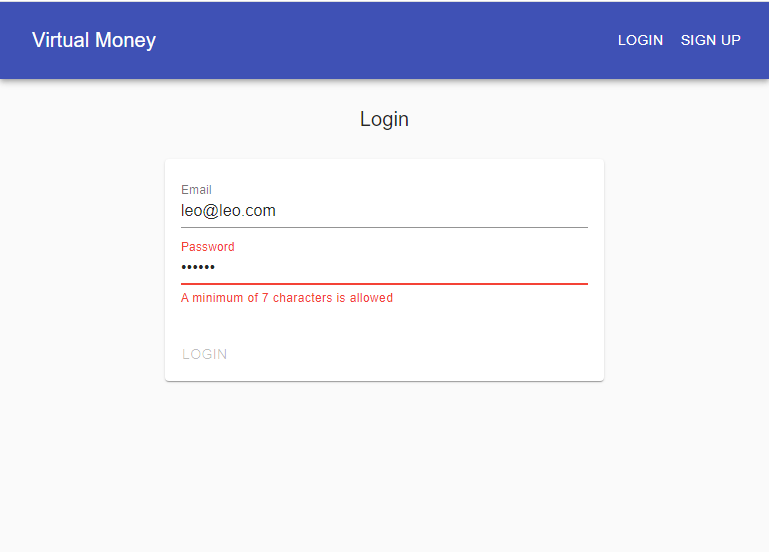 Virtual Money LOGIN SIGN UP
Login
Email
leo@leo.com
Password
••••••
A minimum of 7 characters is allowed
LOGIN